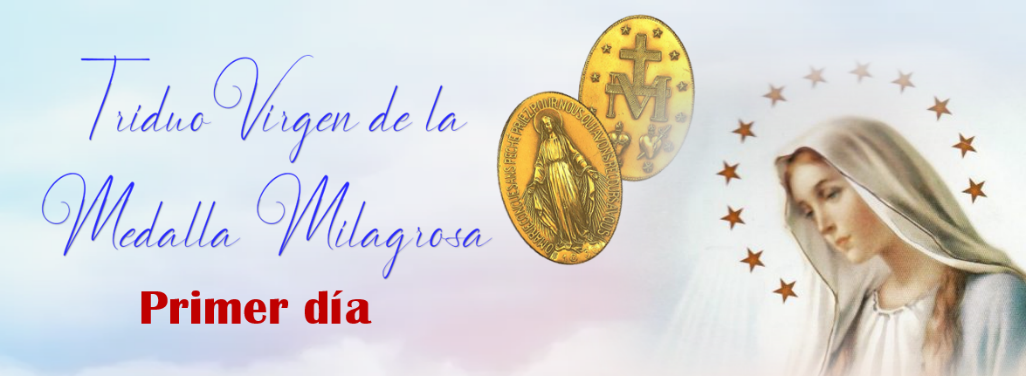 Triduo Virgen de la
Medalla Milagrosa
Primer día
M